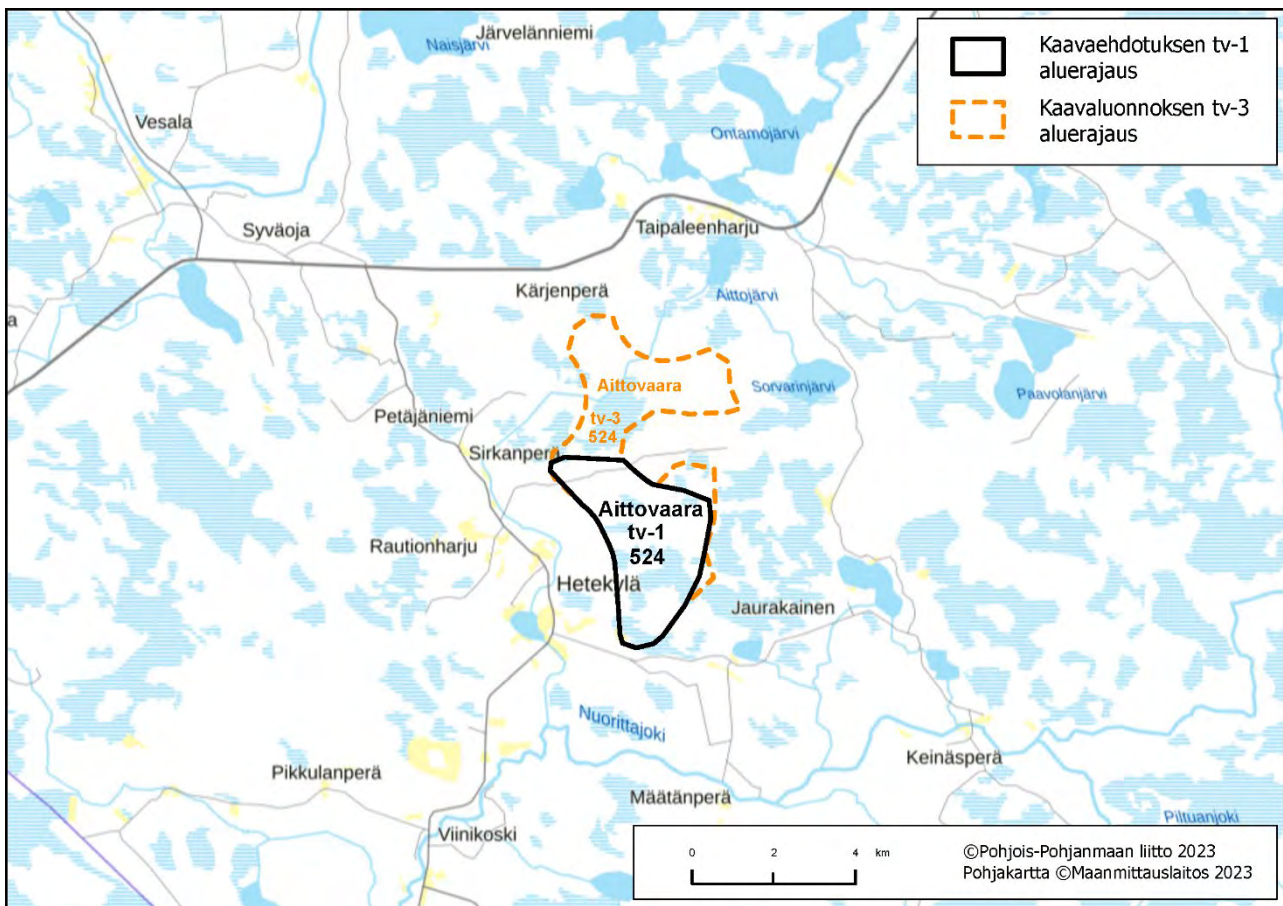 Järvelänniemi
Naisjärvi
Kaavaehdotuksen tv-1
aluerajaus
Kaavaluonnoksen tv-3
aluerajaus
Vesala
Ontamojärvi
Syväoja
Taipaleenharju
Kärjenperä
Aittojärvi
a
Aittovaara
tv-3
524
Sorvarinjärvi
Paavolanjärvi
Petäjäniemi
Sirkanperä
Aittovaara
tv-1
524
Rautionharju
Hetekylä
Jaurakainen
Nuorittajoki
Keinäsperä
Pikkulanperä
Määtänperä
Piltuanjoki
Viinikoski
0 2 4 km
©Pohjois-Pohjanmaan liitto 2023
Pohjakartta ©Maanmittauslaitos 2023